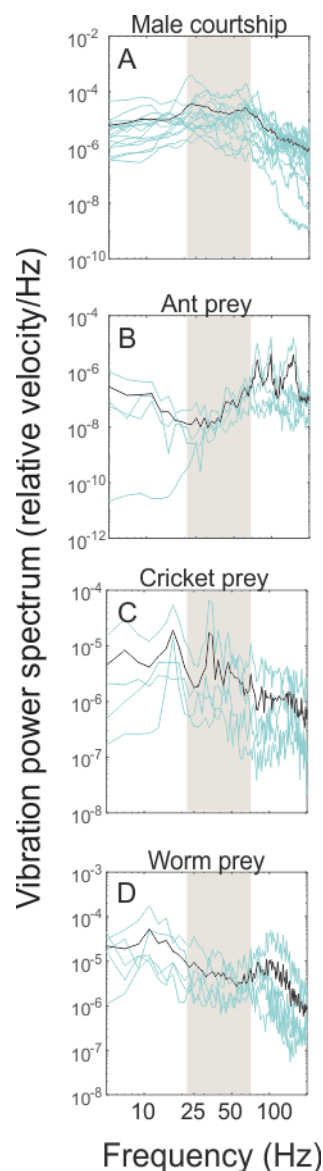 Vibration power spectrum (relative velocity/Hz)
Male courtship
A
10^-2
10^-4
10^-6
10^-8
10^-10
Ant prey
B
10^-4
10^-6
10^-8
10^-10
10^-12
Cricket prey
C
10^-4
10^-5
10^-6
10^-7
10^-8
Worm prey
D
10^-3
10^-4
10^-5
10^-6
10^-7
10^-8
10 25 50 100
Frequency (Hz)